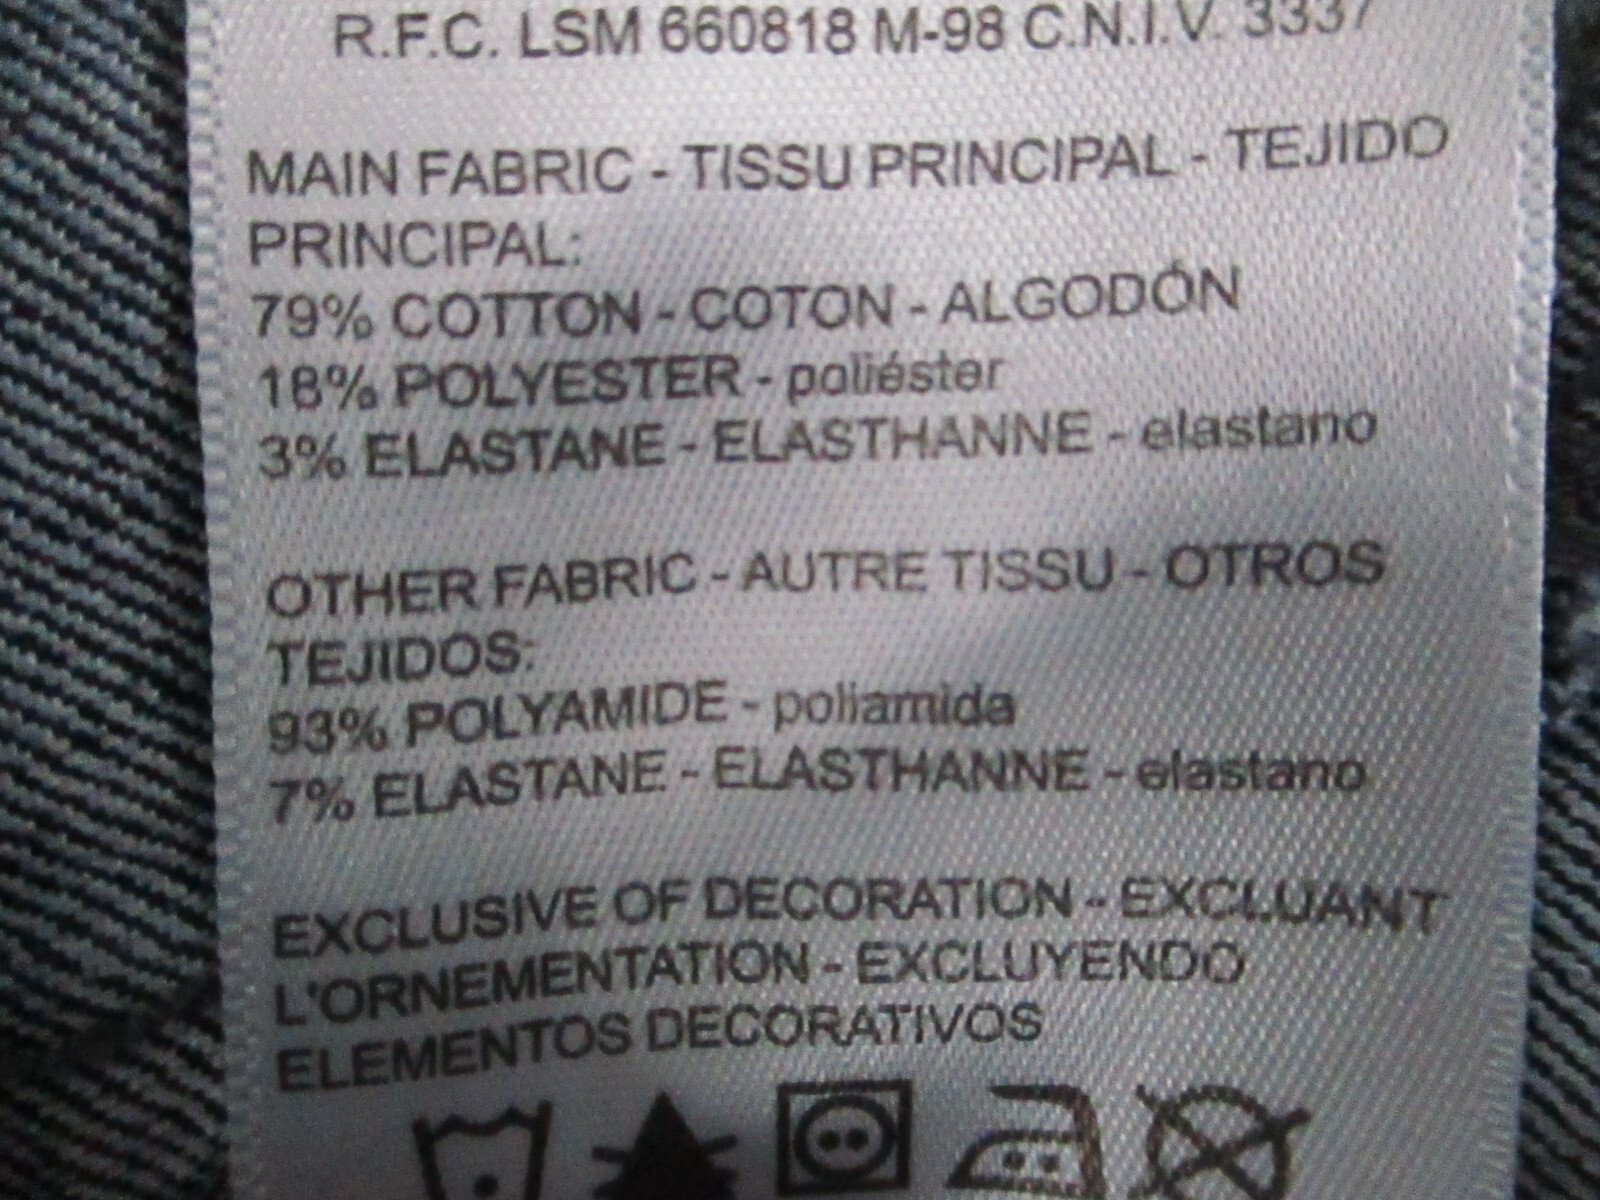 R.F.C. LSM 660818 M-98 C.N.I.V. 3337
MAIN FABRIC - TISSU PRINCIPAL - TEJIDO
PRINCIPAL:
79% COTTON - COTON - ALGODÓN
18% POLYESTER - poliéster
3% ELASTANE - ELASTHANNE - elastano
OTHER FABRIC - AUTRE TISSU - OTROS
TEJIDOS:
93% POLYAMIDE - poliamida
7% ELASTANE - ELASTHANNE - elastano
EXCLUSIVE OF DECORATION - EXCLUANT
L'ORNEMENTATION - EXCLUYENDO
ELEMENTOS DECORATIVOS